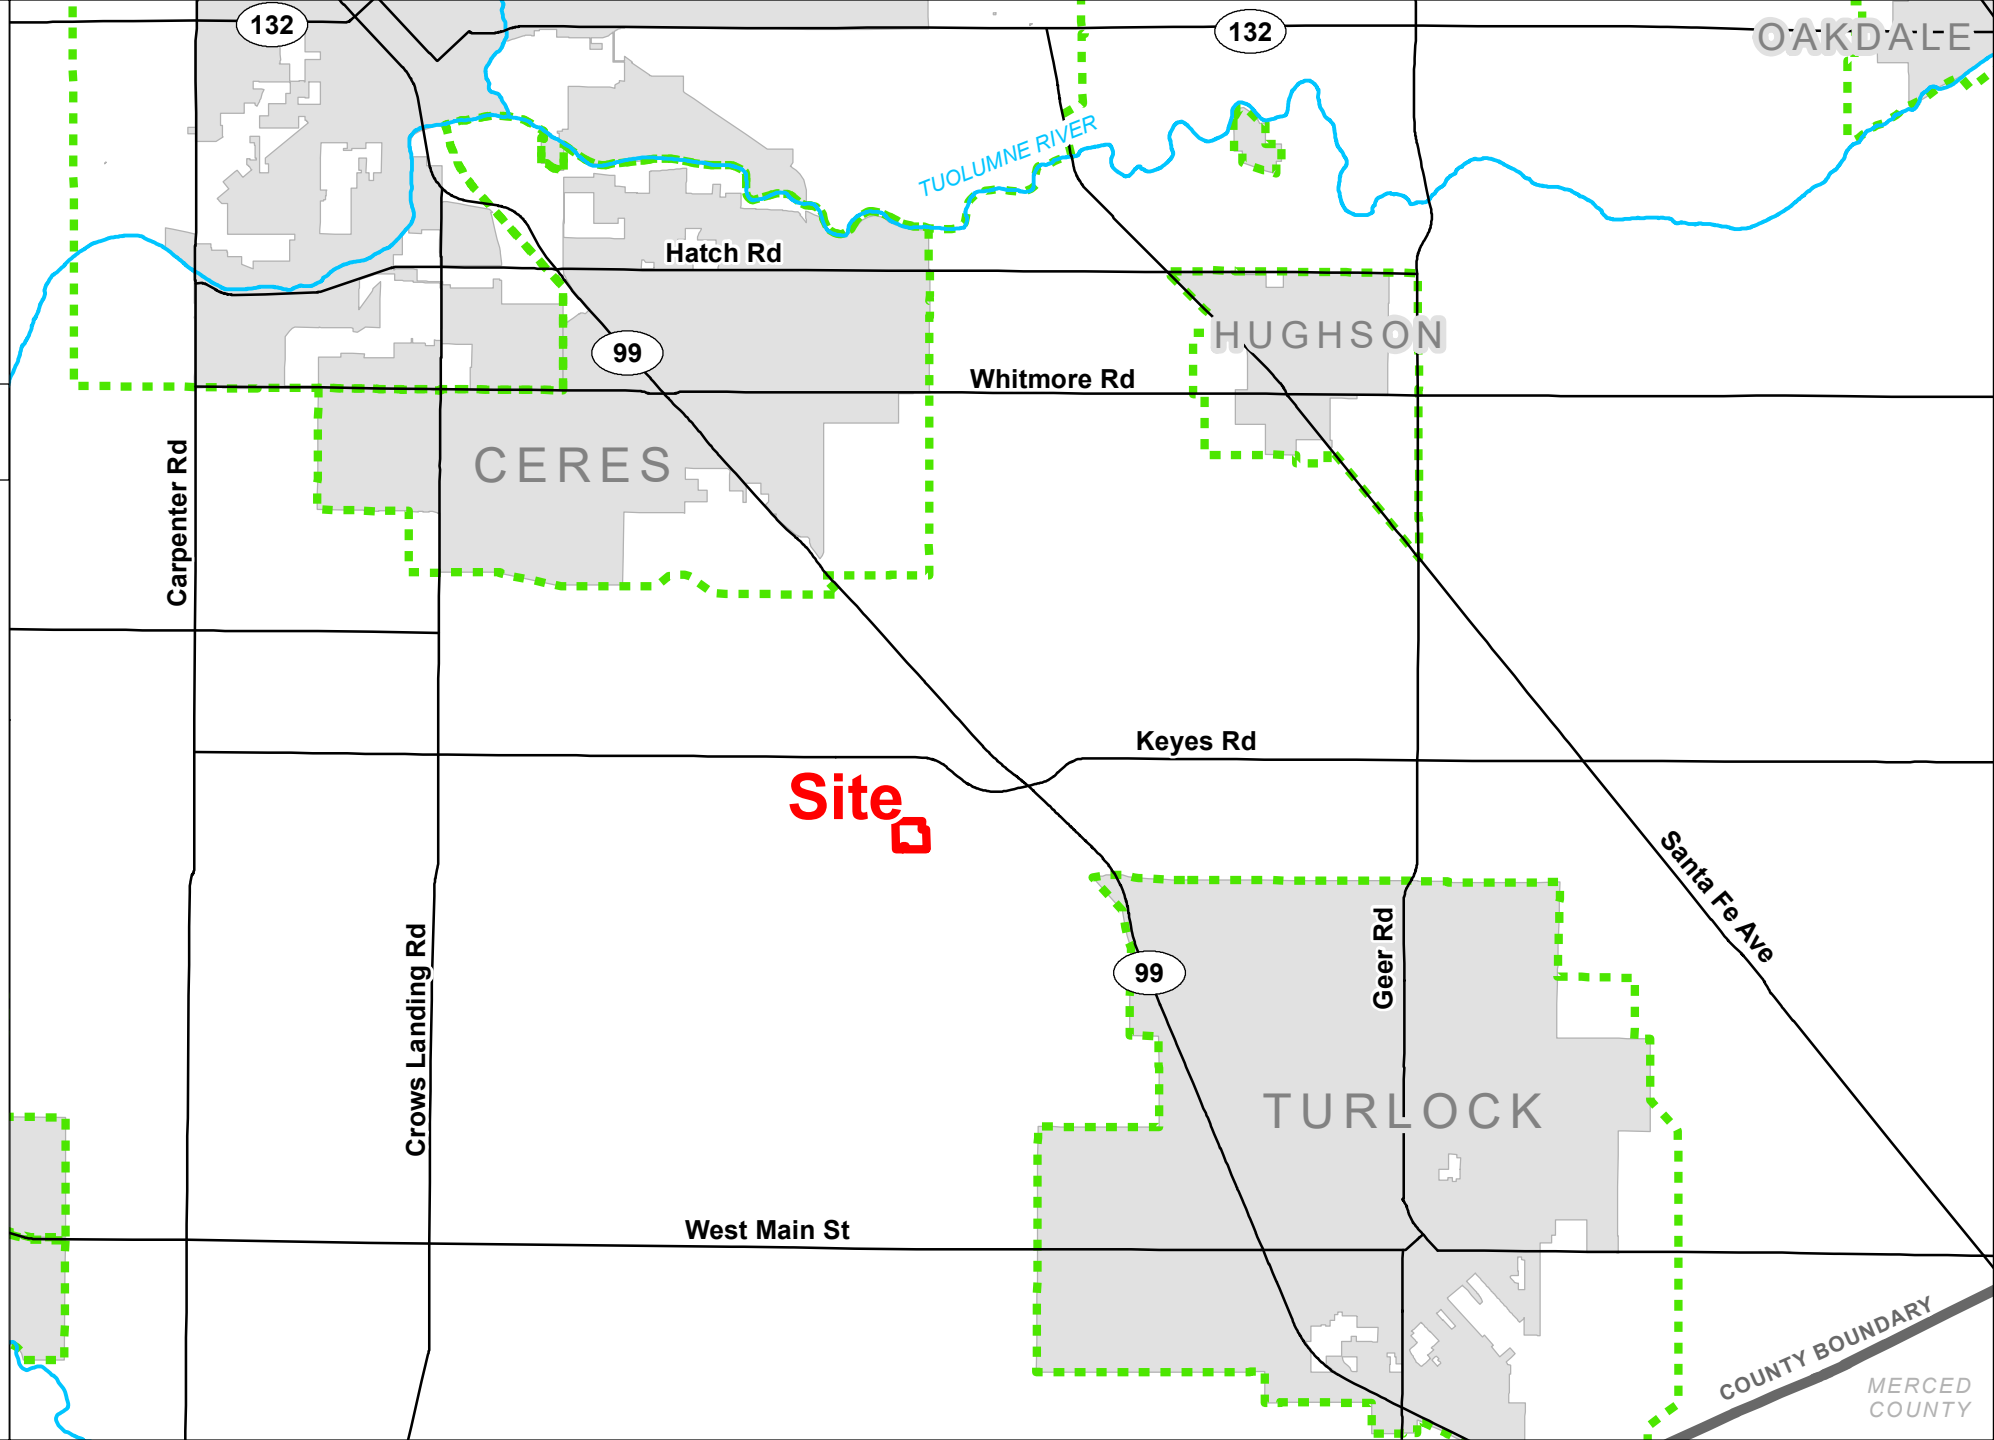 132
132
OAKDALE
TUOLUMNE RIVER
Hatch Rd
HUGHSON
99
Whitmore Rd
CERES
Carpenter Rd
Keyes Rd
Site
Santa Fe Ave
Geer Rd
Crows Landing Rd
99
TURLOCK
West Main St
COUNTY BOUNDARY
MERCED
COUNTY